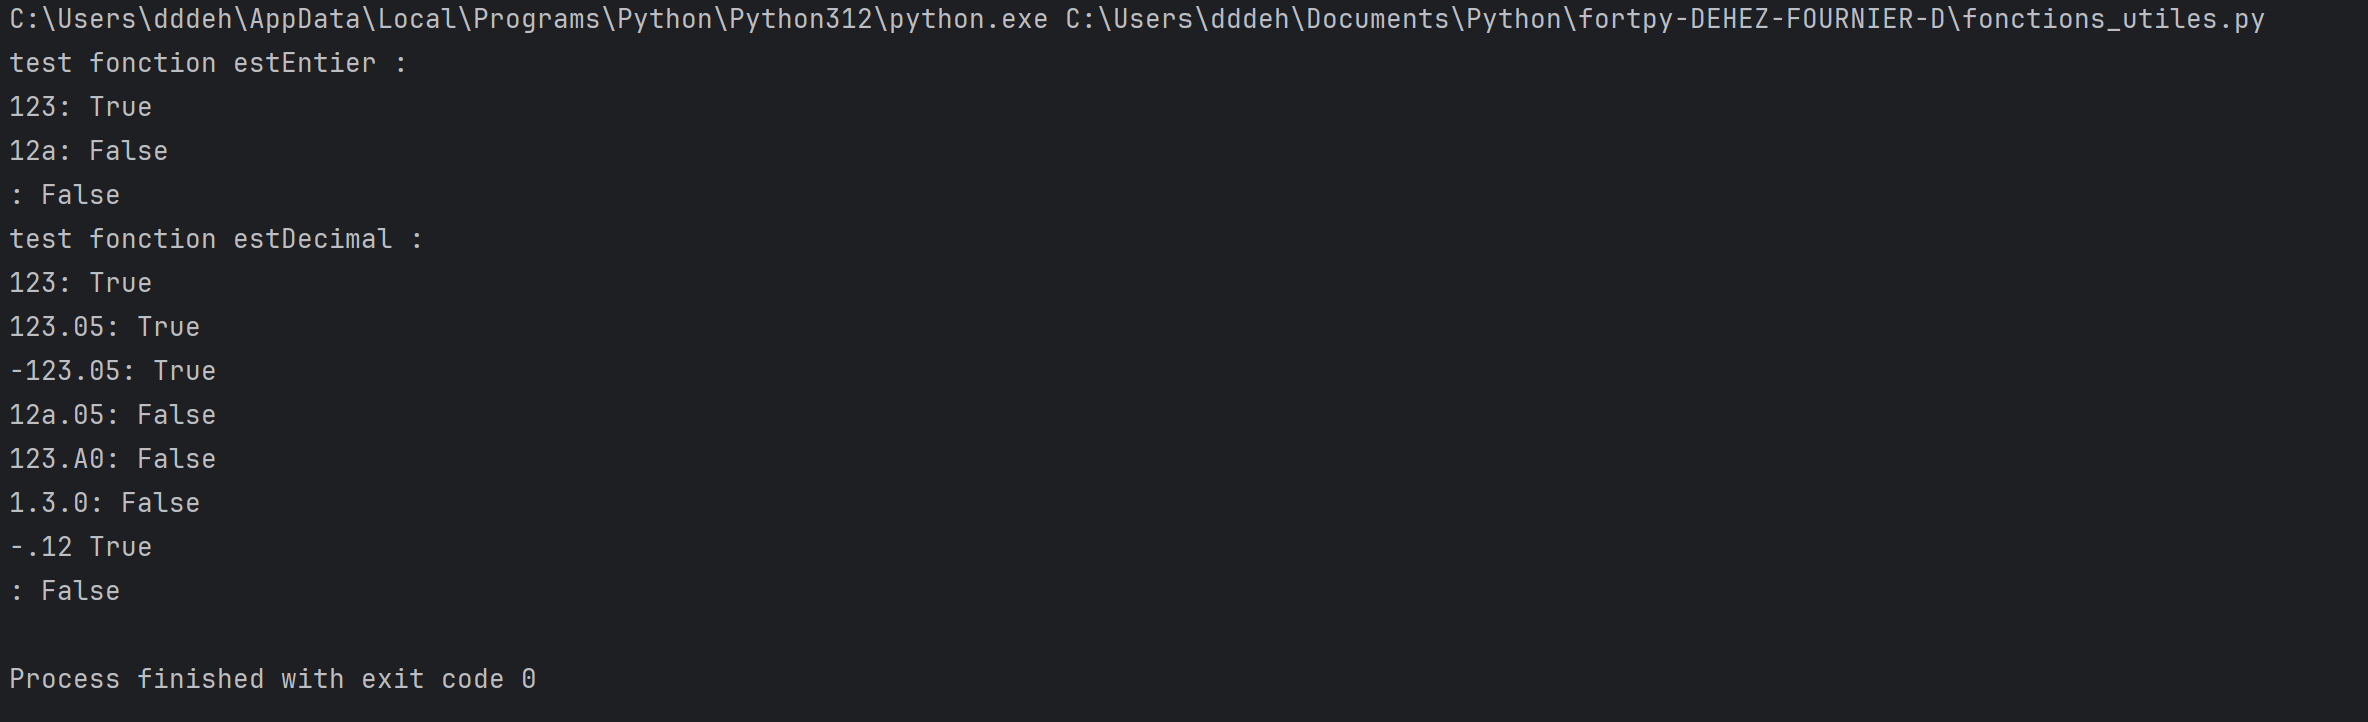 C:\Users\dddeh\AppData\Local\Programs\Python\Python312\python.exe C:\Users\dddeh\Documents\Python\fortpy-DEHEZ-FOURNIER-D\fonctions_utiles.py
test fonction estEntier :
123: True
12a: False
: False
test fonction estDecimal :
123: True
123.05: True
-123.05: True
12a.05: False
123.A0: False
1.3.0: False
-.12 True
: False
Process finished with exit code 0